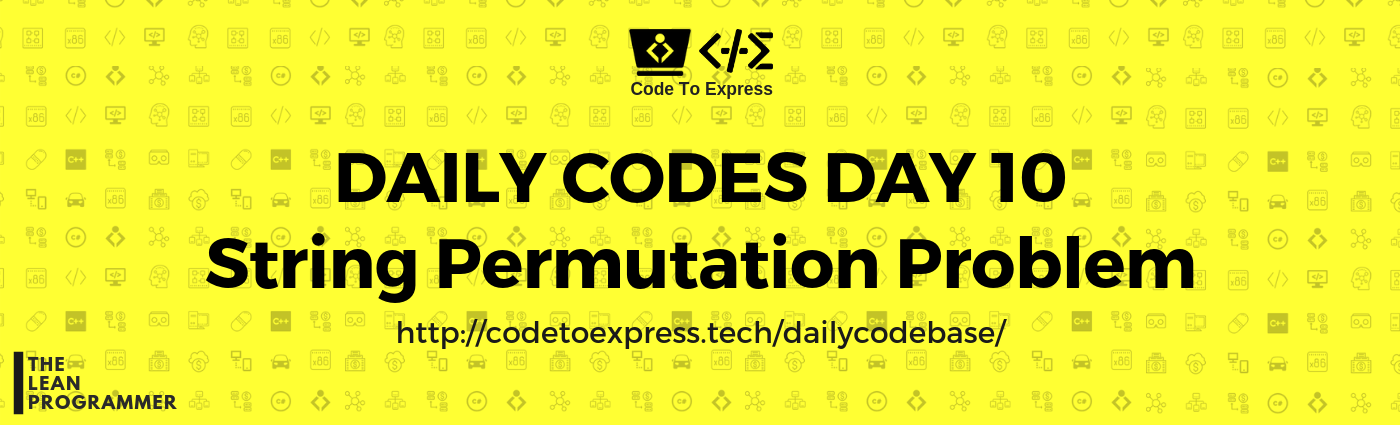 Code To Express
DAILY CODES DAY 10
String Permutation Problem
http://codetoexpress.tech/dailycodebase/
THE
LEAN
PROGRAMMER